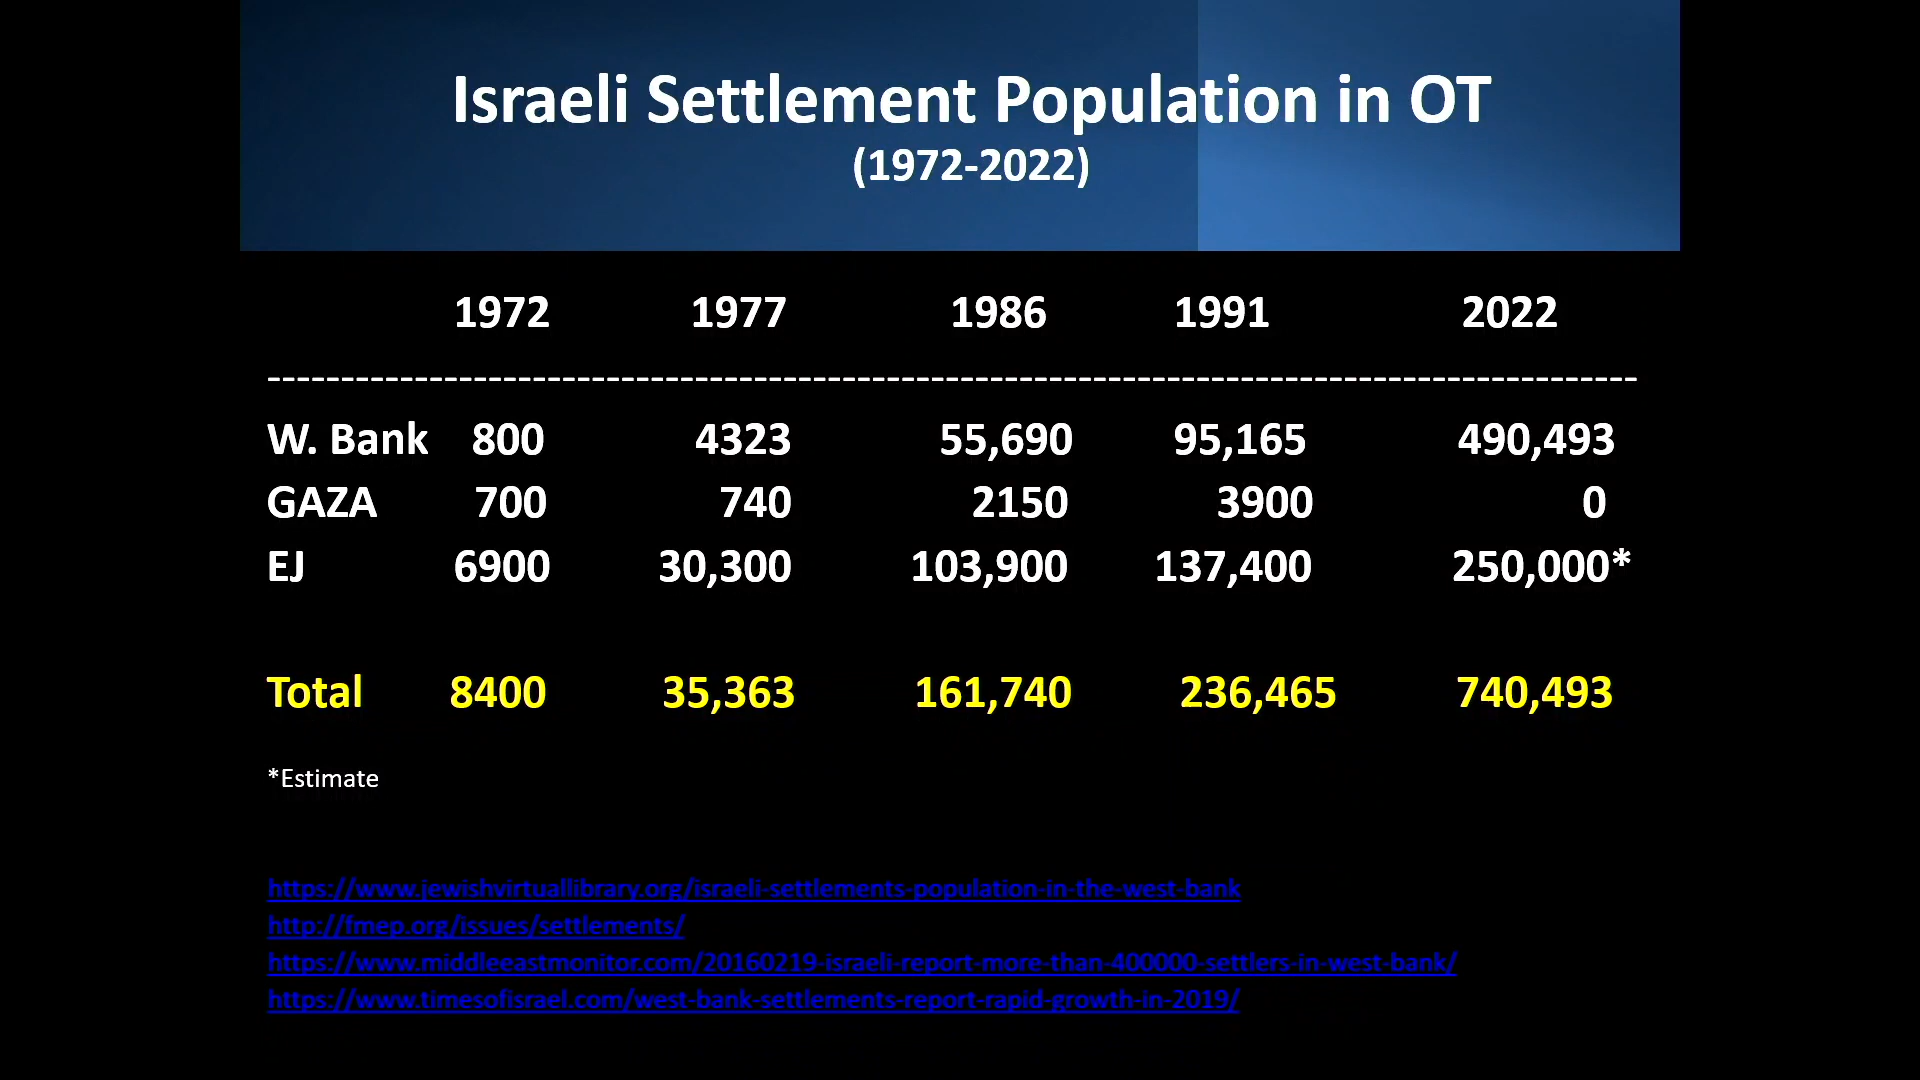 Israeli Settlement Population in OT
(1972-2022)
1972 1977 1986 1991 2022
--------------------------------------------------------------------------------------------
W. Bank 800 4323 55,690 95,165 490,493
GAZA 700 740 2150 3900 0
EJ 6900 30,300 103,900 137,400 250,000*
Total 8400 35,363 161,740 236,465 740,493
*Estimate
https://www.jewishvirtuallibrary.org/israeli-settlements-population-in-the-west-bank
http://fmep.org/issues/settlements/
https://www.middleeastmonitor.com/20160219-israeli-report-more-than-400000-settlers-in-west-bank/
https://www.timesofisrael.com/west-bank-settlements-report-rapid-growth-in-2019/